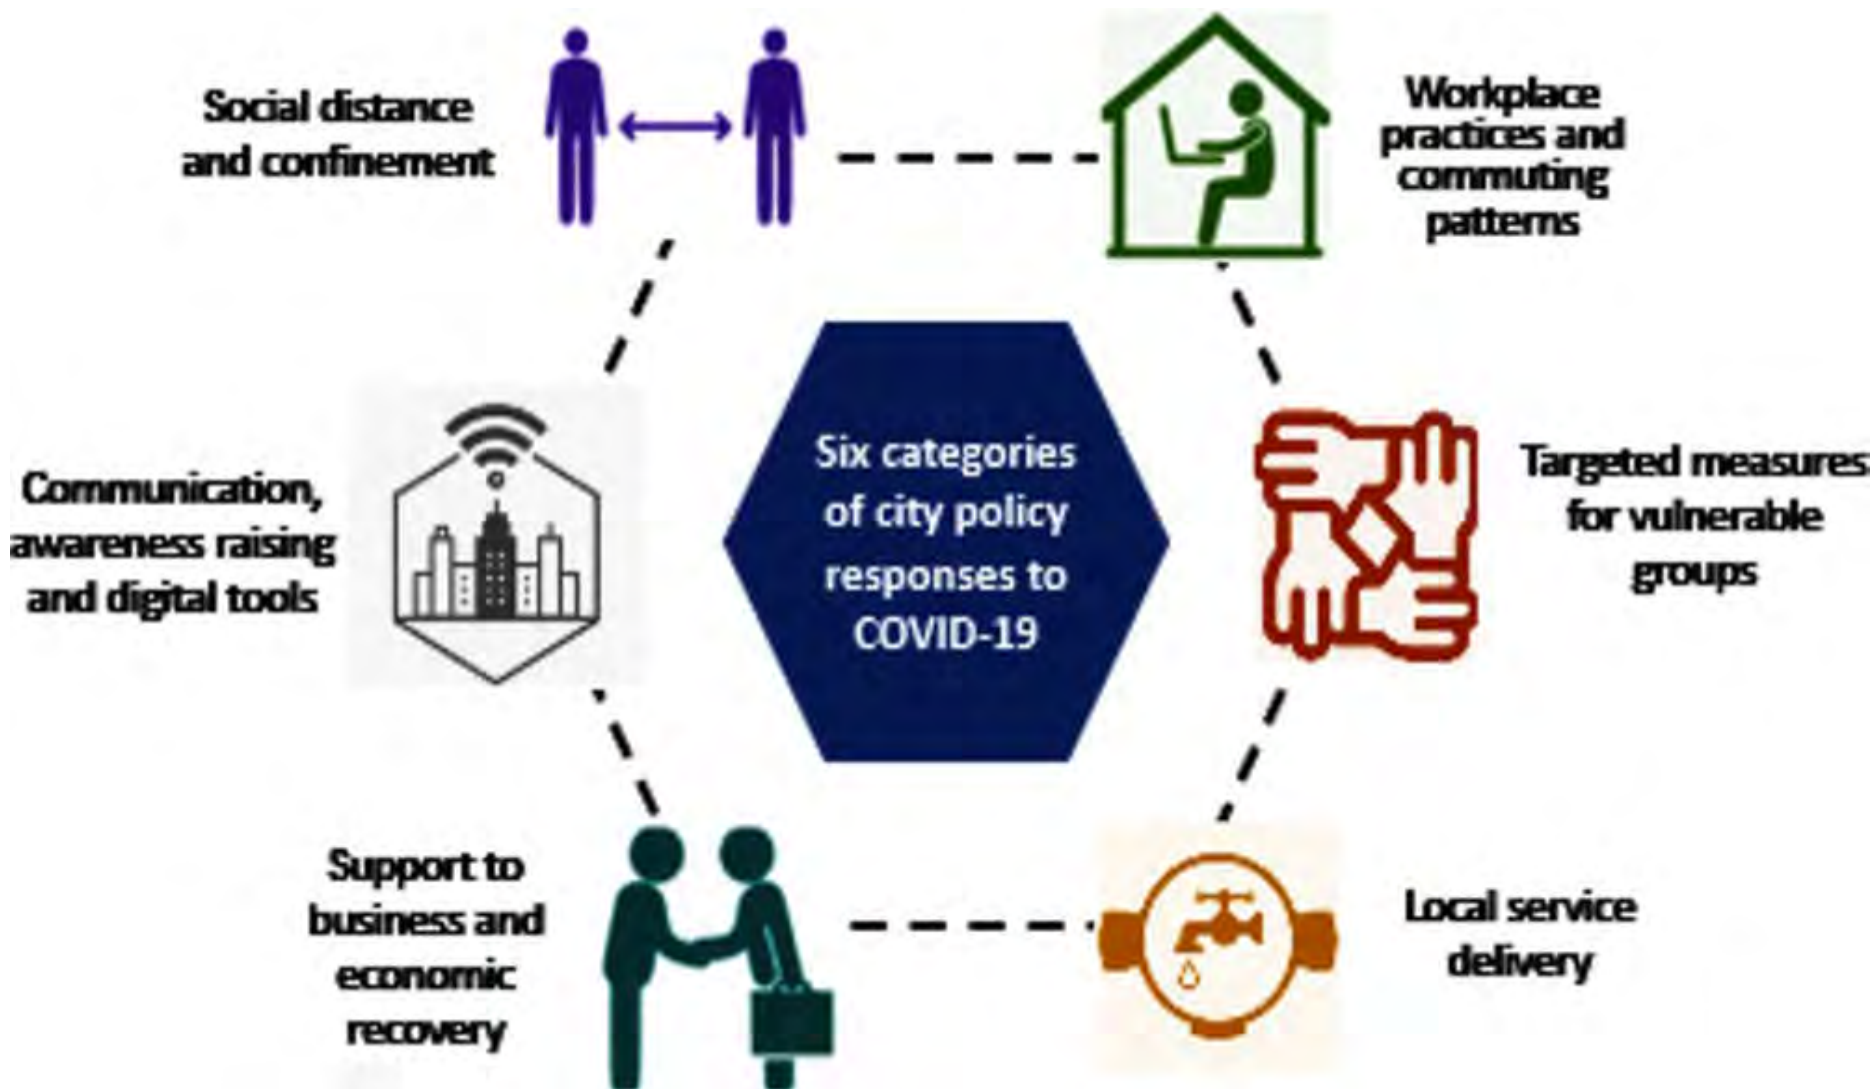 Social distance
and confinement
Workplace
practices and
commuting
patterns
Communication,
awareness raising
and digital tools
Six categories
of city policy
responses to
COVID-19
Targeted measures
for vulnerable
groups
Support to
business and
economic
recovery
Local service
delivery